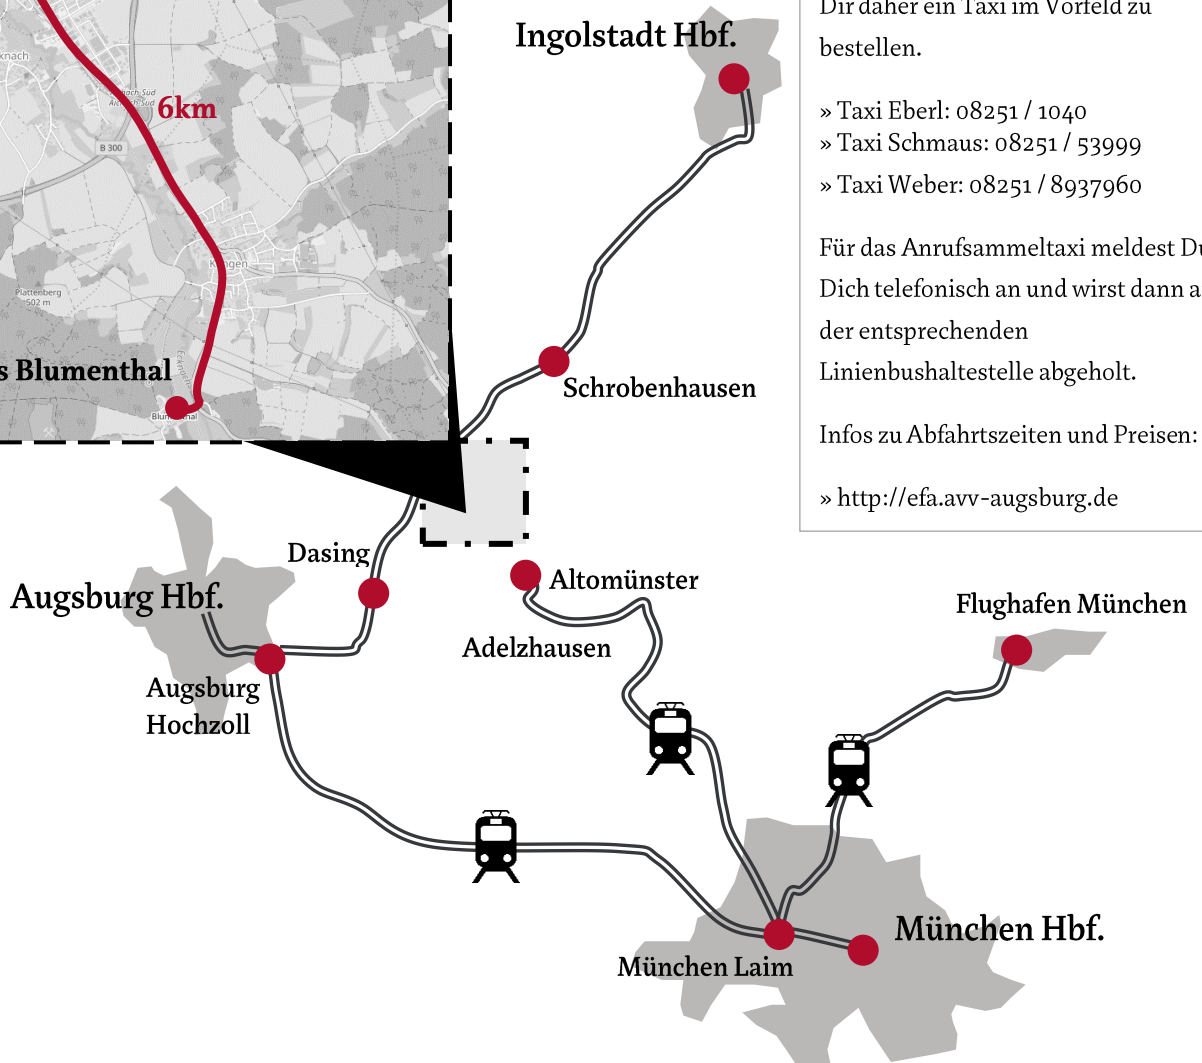 Dir daher ein Taxi im Vorfeld zu
bestellen.
» Taxi Eberl: 08251 / 1040
» Taxi Schmaus: 08251 / 53999
» Taxi Weber: 08251 / 8937960
Für das Anrufsammeltaxi meldest Du
Dich telefonisch an und wirst dann a
der entsprechenden
Linienbushaltestelle abgeholt.
Infos zu Abfahrtszeiten und Preisen:
» http://efa.avv-augsburg.de
Ingolstadt Hbf.
knach
6km
B 300
Plattenberg
502 m
s Blumenthal
Schrobenhausen
Dasing
Augsburg Hbf.
Altomünster
Flughafen München
Adelzhausen
Augsburg
Hochzoll
München Hbf.
München Laim